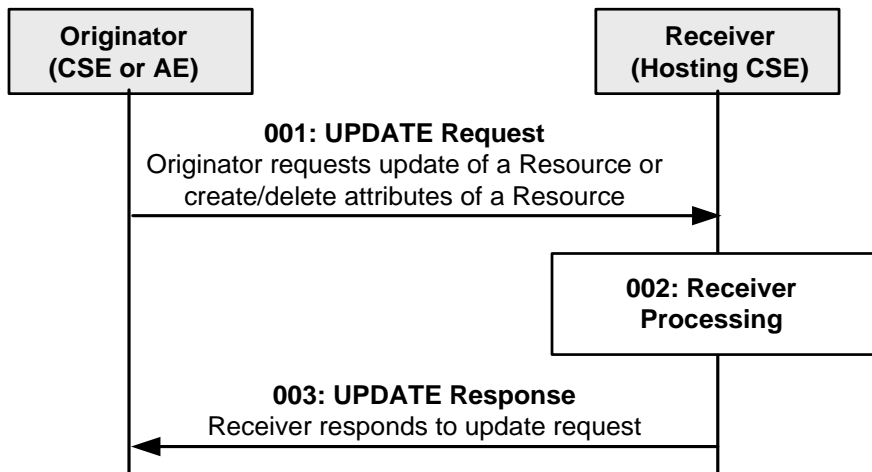 Originator
(CSE or AE)
Receiver
(Hosting CSE)
001: UPDATE Request
Originator requests update of a Resource or
create/delete attributes of a Resource
002: Receiver
Processing
003: UPDATE Response
Receiver responds to update request